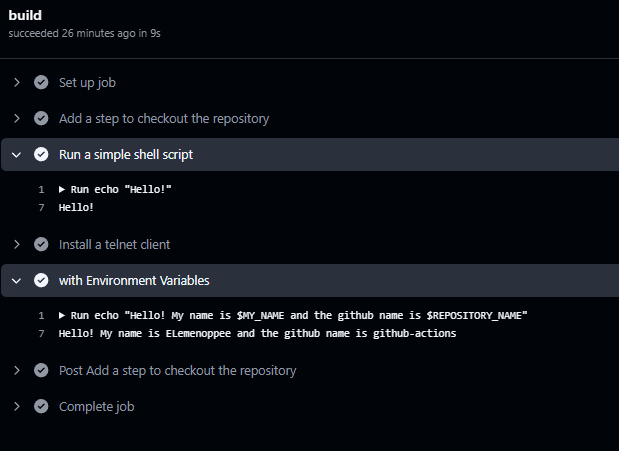 build
succeeded 26 minutes ago in 9s
Set up job
Add a step to checkout the repository
Run a simple shell script
1 ▶ Run echo "Hello!"
7 Hello!
Install a telnet client
with Environment Variables
1 ▶ Run echo "Hello! My name is $MY_NAME and the github name is $REPOSITORY_NAME"
7 Hello! My name is ELemenoppee and the github name is github-actions
Post Add a step to checkout the repository
Complete job